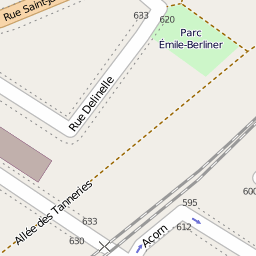 Rue Saint-J
633
620
Parc
Émile-Berliner
Rue Delinelle
Allée des Tanneries
633
630
Acorn
595
612
600